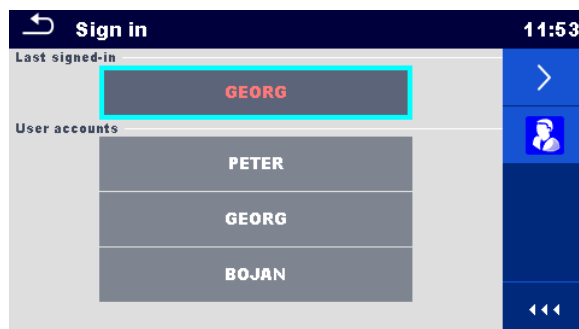 Sign in
11:53
Last signed-in
GEORG
User accounts
PETER
GEORG
BOJAN